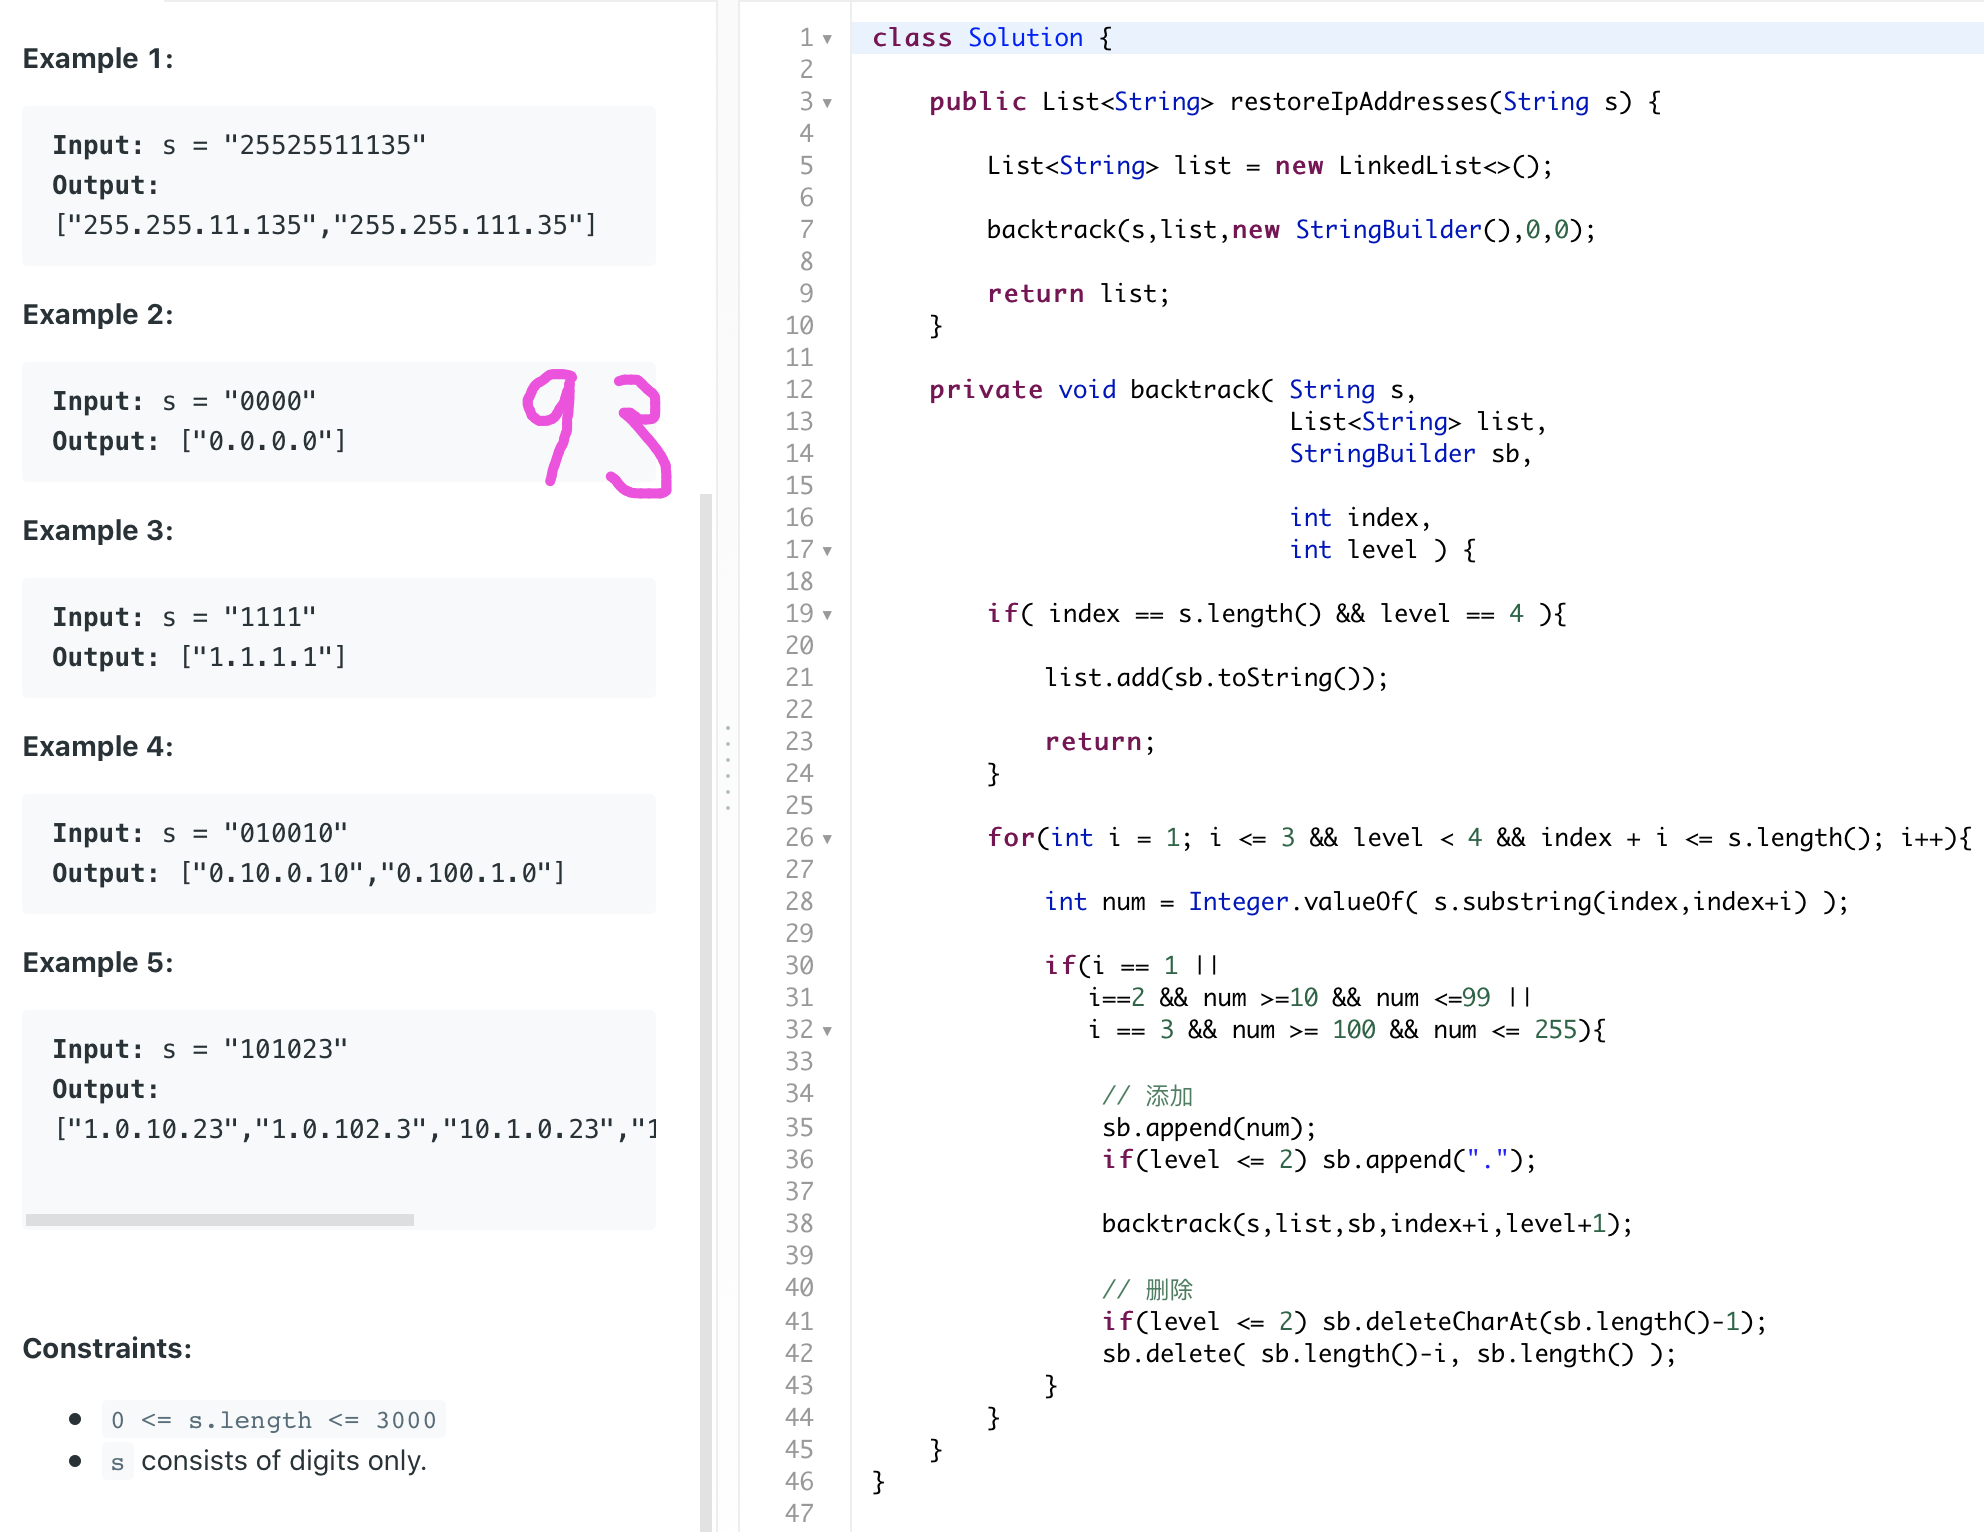 Example 1:
Input: s = "25525511135"
Output:
["255.255.11.135","255.255.111.35"]
Example 2:
Input: s = "0000"
Output: ["0.0.0.0"]
93
Example 3:
Input: s = "1111"
Output: ["1.1.1.1"]
Example 4:
Input: s = "010010"
Output: ["0.10.0.10","0.100.1.0"]
Example 5:
Input: s = "101023"
Output:
["1.0.10.23","1.0.102.3","10.1.0.23","1
Constraints:
0 <= s.length <= 3000
s consists of digits only.
1 class Solution {
2
3 public List<String> restoreIpAddresses(String s) {
4
5 List<String> list = new LinkedList<>();
6
7 backtrack(s,list,new StringBuilder(),0,0);
8
9 return list;
10 }
11
12 private void backtrack( String s,
13 List<String> list,
14 StringBuilder sb,
15
16 int index,
17 int level ) {
18
19 if( index == s.length() && level == 4 ){
20
21 list.add(sb.toString());
22
23 return;
24 }
25
26 for(int i = 1; i <= 3 && level < 4 && index + i <= s.length(); i++){
27
28 int num = Integer.valueOf( s.substring(index,index+i) );
29
30 if(i == 1 ||
31 i==2 && num >=10 && num <=99 ||
32 i == 3 && num >= 100 && num <= 255){
33
34 // 添加
35 sb.append(num);
36 if(level <= 2) sb.append(".");
37
38 backtrack(s,list,sb,index+i,level+1);
39
40 // 删除
41 if(level <= 2) sb.deleteCharAt(sb.length()-1);
42 sb.delete( sb.length()-i, sb.length() );
43 }
44 }
45 }
46 }
47